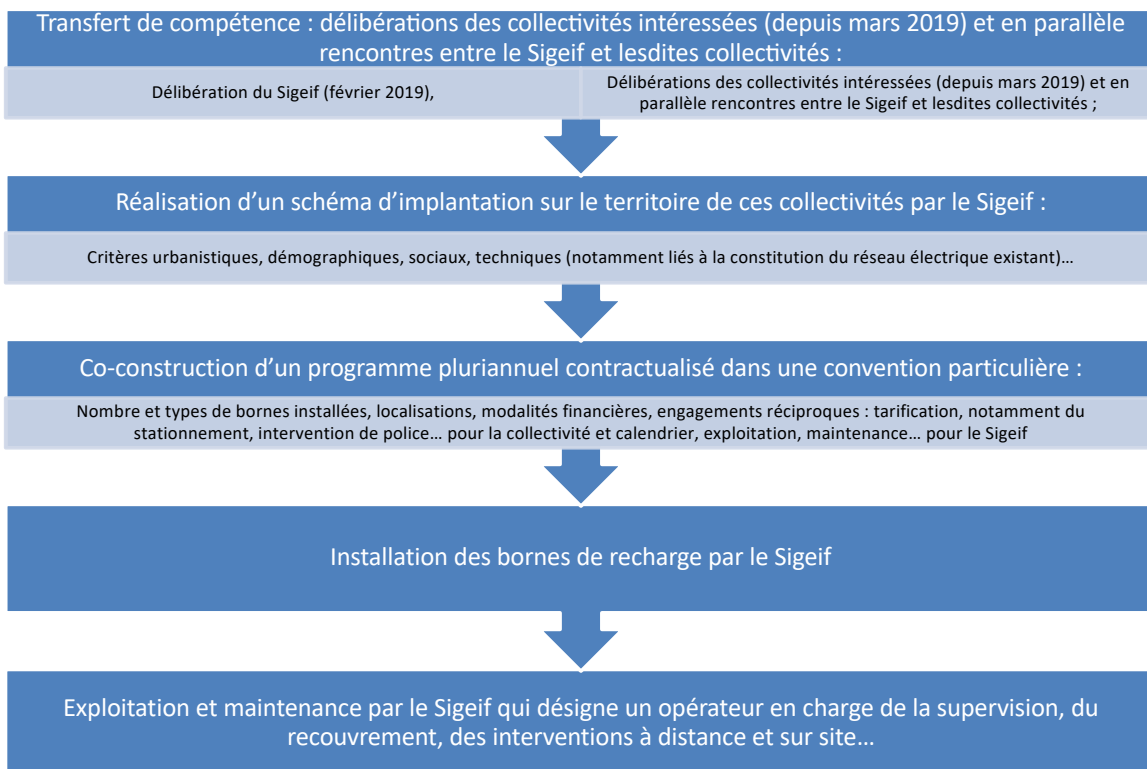 Transfert de compétence : délibérations des collectivités intéressées (depuis mars 2019) et en parallèle
rencontres entre le Sigeif et lesdites collectivités :
Délibération du Sigeif (février 2019),
Délibérations des collectivités intéressées (depuis mars 2019) et en
parallèle rencontres entre le Sigeif et lesdites collectivités ;
Réalisation d’un schéma d’implantation sur le territoire de ces collectivités par le Sigeif :
Critères urbanistiques, démographiques, sociaux, techniques (notamment liés à la constitution du réseau électrique existant)…
Co-construction d’un programme pluriannuel contractualisé dans une convention particulière :
Nombre et types de bornes installées, localisations, modalités financières, engagements réciproques : tarification, notamment du
stationnement, intervention de police… pour la collectivité et calendrier, exploitation, maintenance… pour le Sigeif
Installation des bornes de recharge par le Sigeif
Exploitation et maintenance par le Sigeif qui désigne un opérateur en charge de la supervision, du
recouvrement, des interventions à distance et sur site…